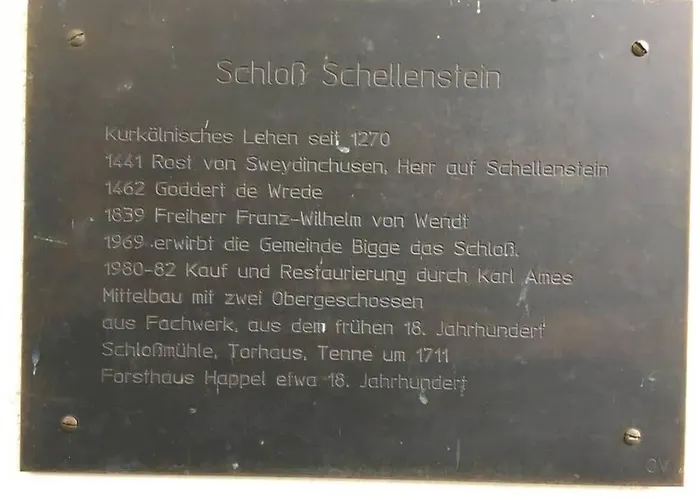 Schloß Schellenstein
Kurkölnisches Lehen seit 1270
1441 Rost von Sweydinchusen, Herr auf Schellenstein
1462 Goddert de Wrede
1839 Freiherr Franz-Wilhelm von Wendt
1969 erwirbt die Gemeinde Bigge das Schloß.
1980-82 Kauf und Restaurierung durch Karl Ames
Mittelbau mit zwei Obergeschossen
aus Fachwerk, aus dem frühen 18. Jahrhundert
Schloßmühle, Torhaus, Tenne um 1711
Forsthaus Happel etwa 18. Jahrhundert
OV